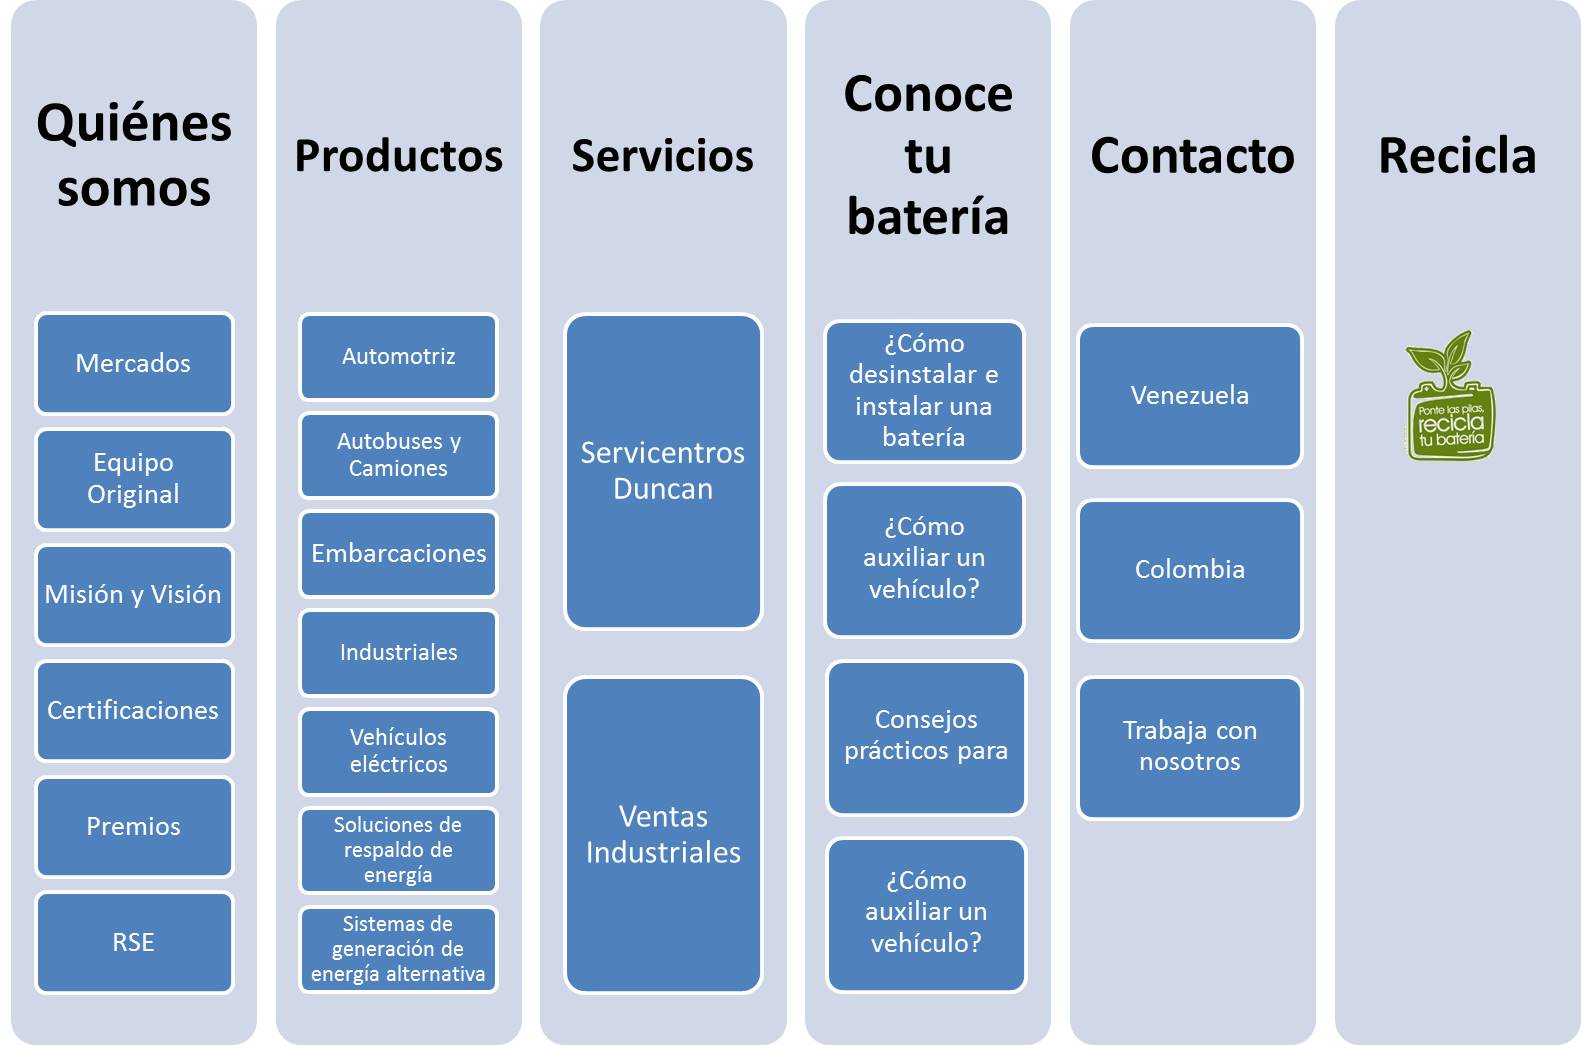 Quiénes
somos
Mercados
Equipo
Original
Misión y Visión
Certificaciones
Premios
RSE
Productos
Automotriz
Autobuses y
Camiones
Embarcaciones
Industriales
Vehículos
eléctricos
Soluciones de
respaldo de
energía
Sistemas de
generación de
energía alternativa
Servicios
Servicentros
Duncan
Ventas
Industriales
Conoce
tu
batería
¿Cómo
desinstalar e
instalar una
batería
¿Cómo
auxiliar un
vehículo?
Consejos
prácticos para
¿Cómo
auxiliar un
vehículo?
Contacto
Venezuela
Colombia
Trabaja con
nosotros
Recicla
Ponte las pilas,
recicla
tu batería